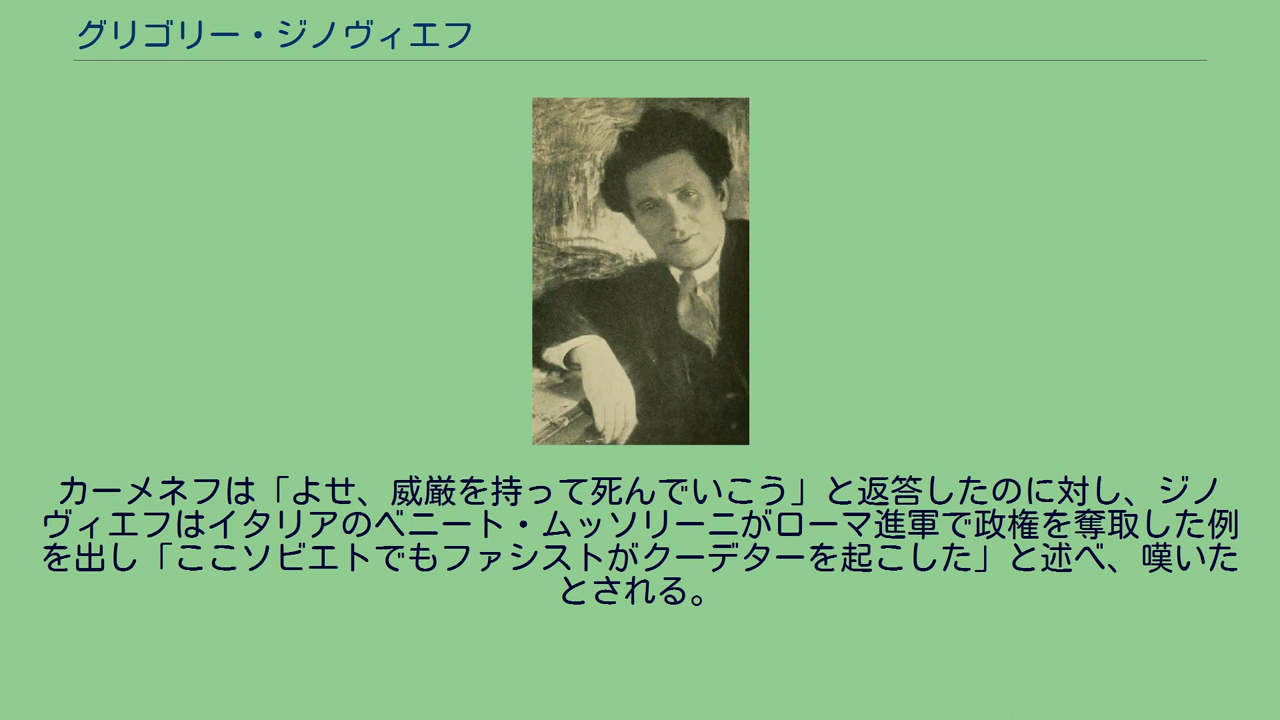 グリゴリー・ジノヴィエフ
カーメネフは「よせ、威厳を持って死んでいこう」と返答したのに対し、ジノ
ヴィエフはイタリアのベニート・ムッソリーニがローマ進軍で政権を奪取した例
を出し「ここソビエトでもファシストがクーデターを起こした」と述べ、嘆いた
とされる。